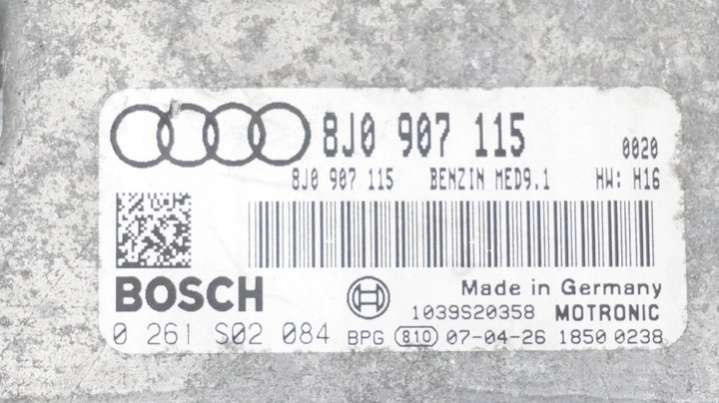 8J0 907 115 0020
8J0 907 115 BENZIN MED9.1 HW: H16
Made in Germany
BOSCH 1039S20358 MOTRONIC
0 261 S02 084 BPG 810 07-04-26 1850 0238